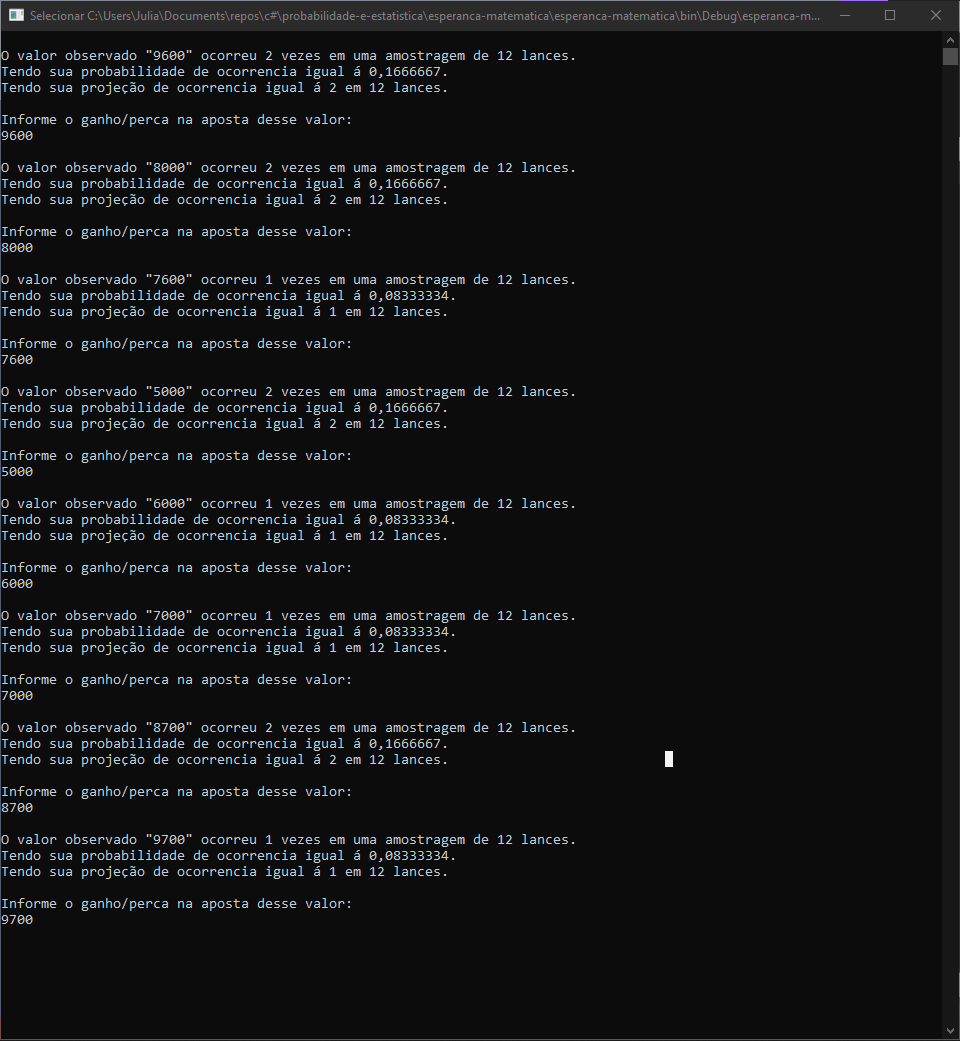 Selecionar C:\Users\Julia\Documents\repos\c#\probabilidade-e-estatistica\esperanca-matematica\esperanca-matematica\bin\Debug\esperanca-m...
O valor observado "9600" ocorreu 2 vezes em uma amostragem de 12 lances.
Tendo sua probabilidade de ocorrencia igual á 0,1666667.
Tendo sua projeção de ocorrencia igual á 2 em 12 lances.
Informe o ganho/perca na aposta desse valor:
9600
O valor observado "8000" ocorreu 2 vezes em uma amostragem de 12 lances.
Tendo sua probabilidade de ocorrencia igual á 0,1666667.
Tendo sua projeção de ocorrencia igual á 2 em 12 lances.
Informe o ganho/perca na aposta desse valor:
8000
O valor observado "7600" ocorreu 1 vezes em uma amostragem de 12 lances.
Tendo sua probabilidade de ocorrencia igual á 0,08333334.
Tendo sua projeção de ocorrencia igual á 1 em 12 lances.
Informe o ganho/perca na aposta desse valor:
7600
O valor observado "5000" ocorreu 2 vezes em uma amostragem de 12 lances.
Tendo sua probabilidade de ocorrencia igual á 0,1666667.
Tendo sua projeção de ocorrencia igual á 2 em 12 lances.
Informe o ganho/perca na aposta desse valor:
5000
O valor observado "6000" ocorreu 1 vezes em uma amostragem de 12 lances.
Tendo sua probabilidade de ocorrencia igual á 0,08333334.
Tendo sua projeção de ocorrencia igual á 1 em 12 lances.
Informe o ganho/perca na aposta desse valor:
6000
O valor observado "7000" ocorreu 1 vezes em uma amostragem de 12 lances.
Tendo sua probabilidade de ocorrencia igual á 0,08333334.
Tendo sua projeção de ocorrencia igual á 1 em 12 lances.
Informe o ganho/perca na aposta desse valor:
7000
O valor observado "8700" ocorreu 2 vezes em uma amostragem de 12 lances.
Tendo sua probabilidade de ocorrencia igual á 0,1666667.
Tendo sua projeção de ocorrencia igual á 2 em 12 lances.
Informe o ganho/perca na aposta desse valor:
8700
O valor observado "9700" ocorreu 1 vezes em uma amostragem de 12 lances.
Tendo sua probabilidade de ocorrencia igual á 0,08333334.
Tendo sua projeção de ocorrencia igual á 1 em 12 lances.
Informe o ganho/perca na aposta desse valor:
9700